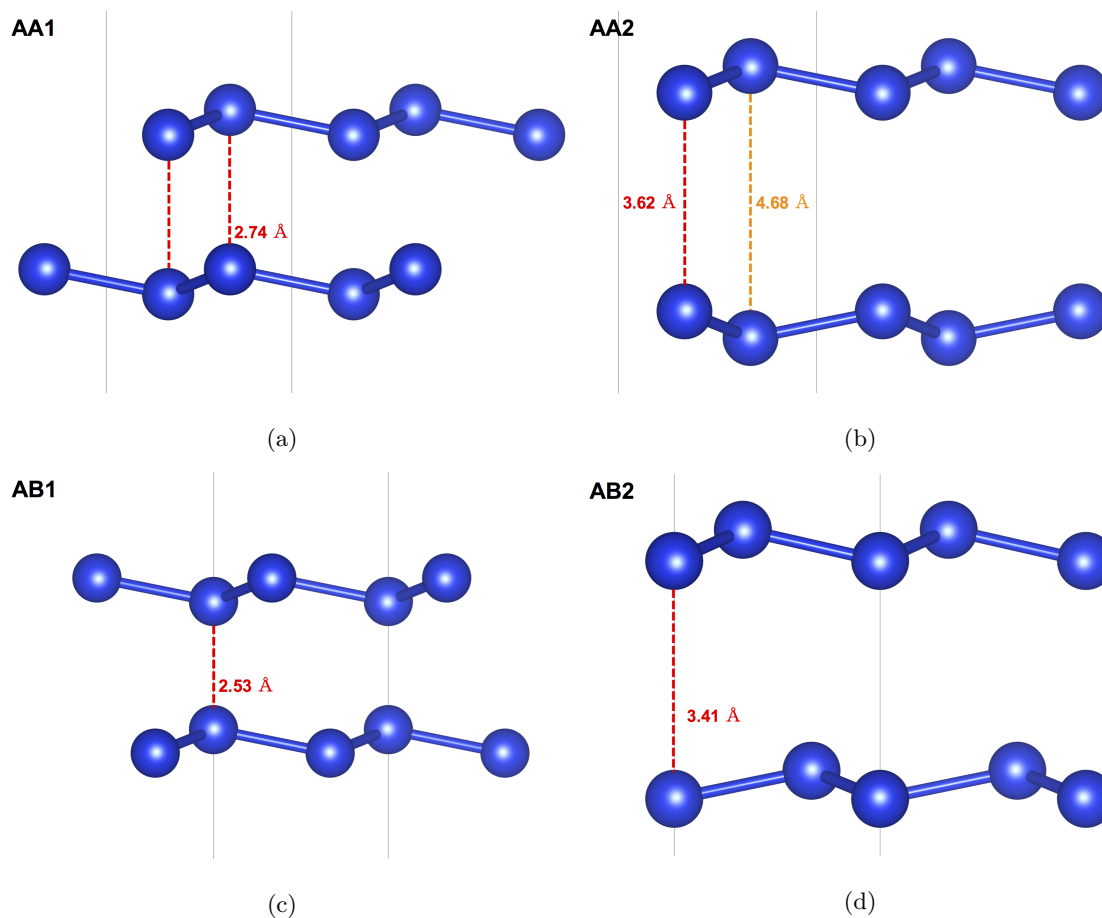 AA1
2.74 Å
(a)
AA2
3.62 Å
4.68 Å
(b)
AB1
2.53 Å
(c)
AB2
3.41 Å
(d)